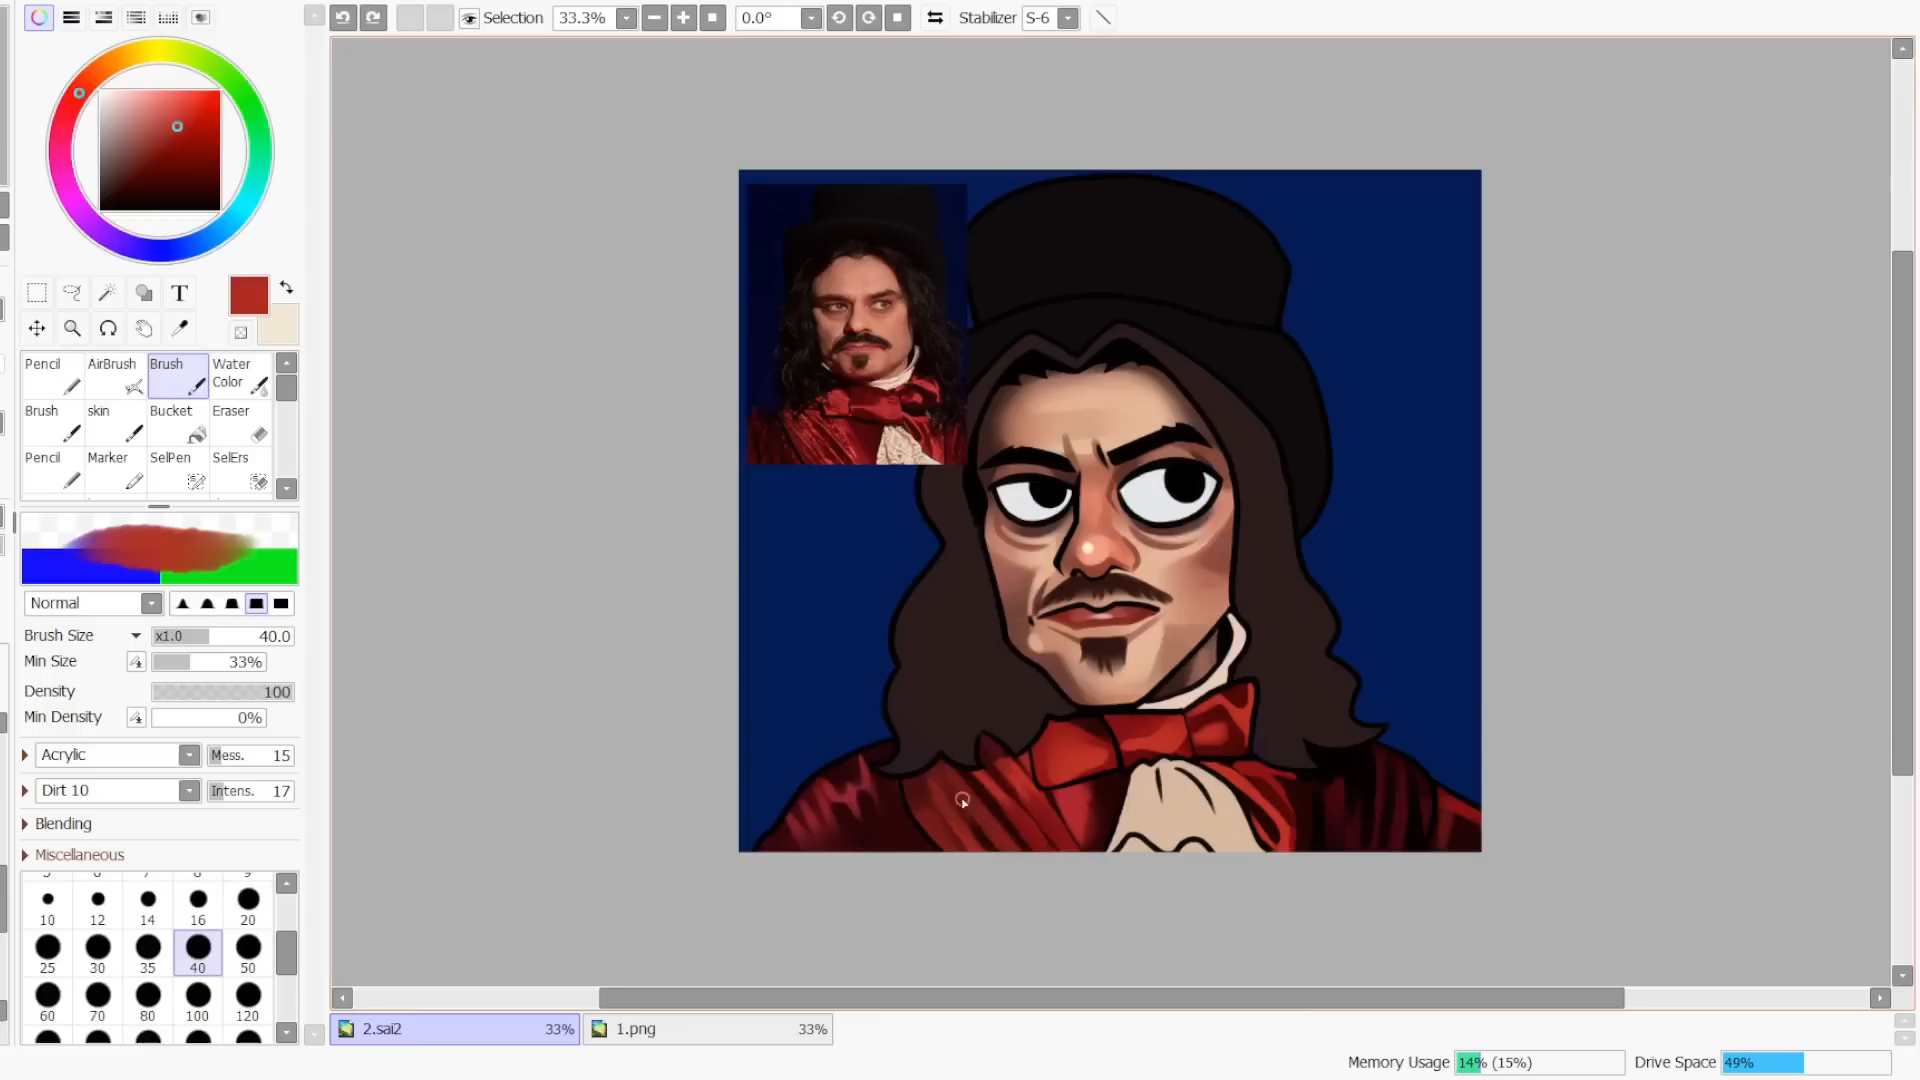 Selection 33.3% 0.0° Stabilizer S-6
T
Pencil AirBrush Brush Water Color
Brush skin Bucket Eraser
Pencil Marker SelPen SelErs
Normal
Brush Size x1.0 40.0
Min Size 33%
Density 100
Min Density 0%
Acrylic Mess. 15
Dirt 10 Intens. 17
Blending
Miscellaneous
10 12 14 16 20
25 30 35 40 50
60 70 80 100 120
2.sai2 33% 1.png 33%
Memory Usage 14% (15%) Drive Space 49%